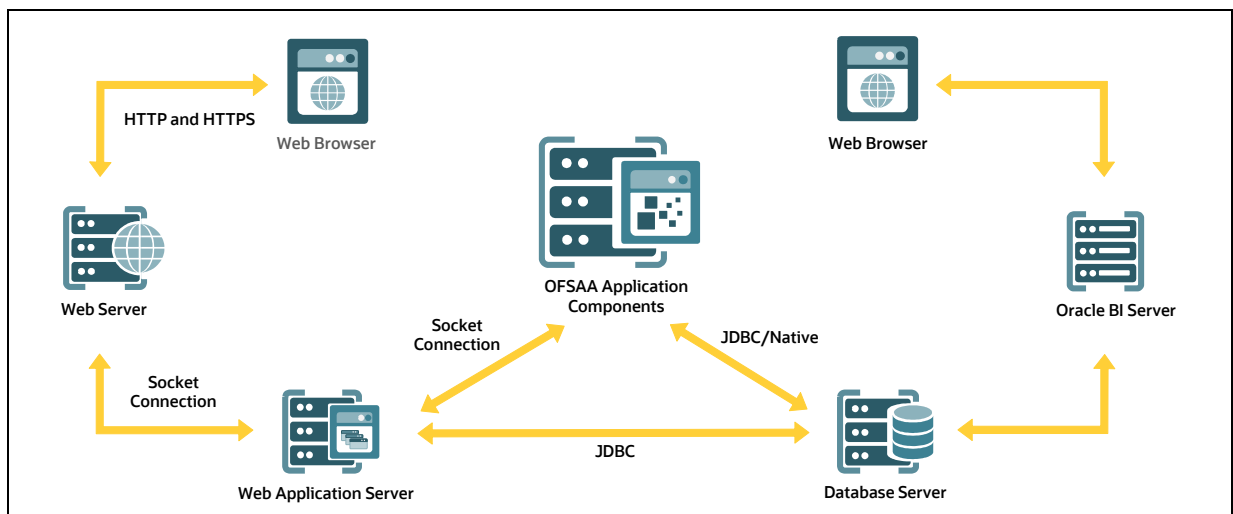 HTTP and HTTPS
Web Browser
Web Browser
OFSAA Application
Components
Web Server
Oracle BI Server
Socket
Connection
JDBC/Native
Socket
Connection
JDBC
Web Application Server
Database Server